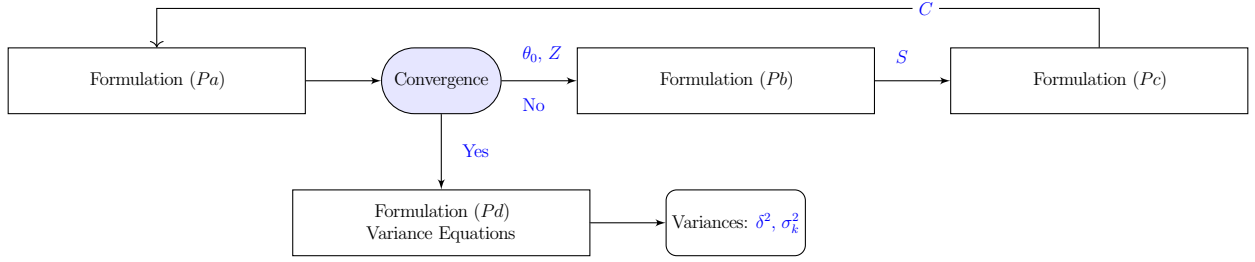 C
Formulation (Pa)
Convergence
θ₀, Z
No
Formulation (Pb)
S
Formulation (Pc)
Yes
Formulation (Pd)
Variance Equations
Variances: δ², σₖ²